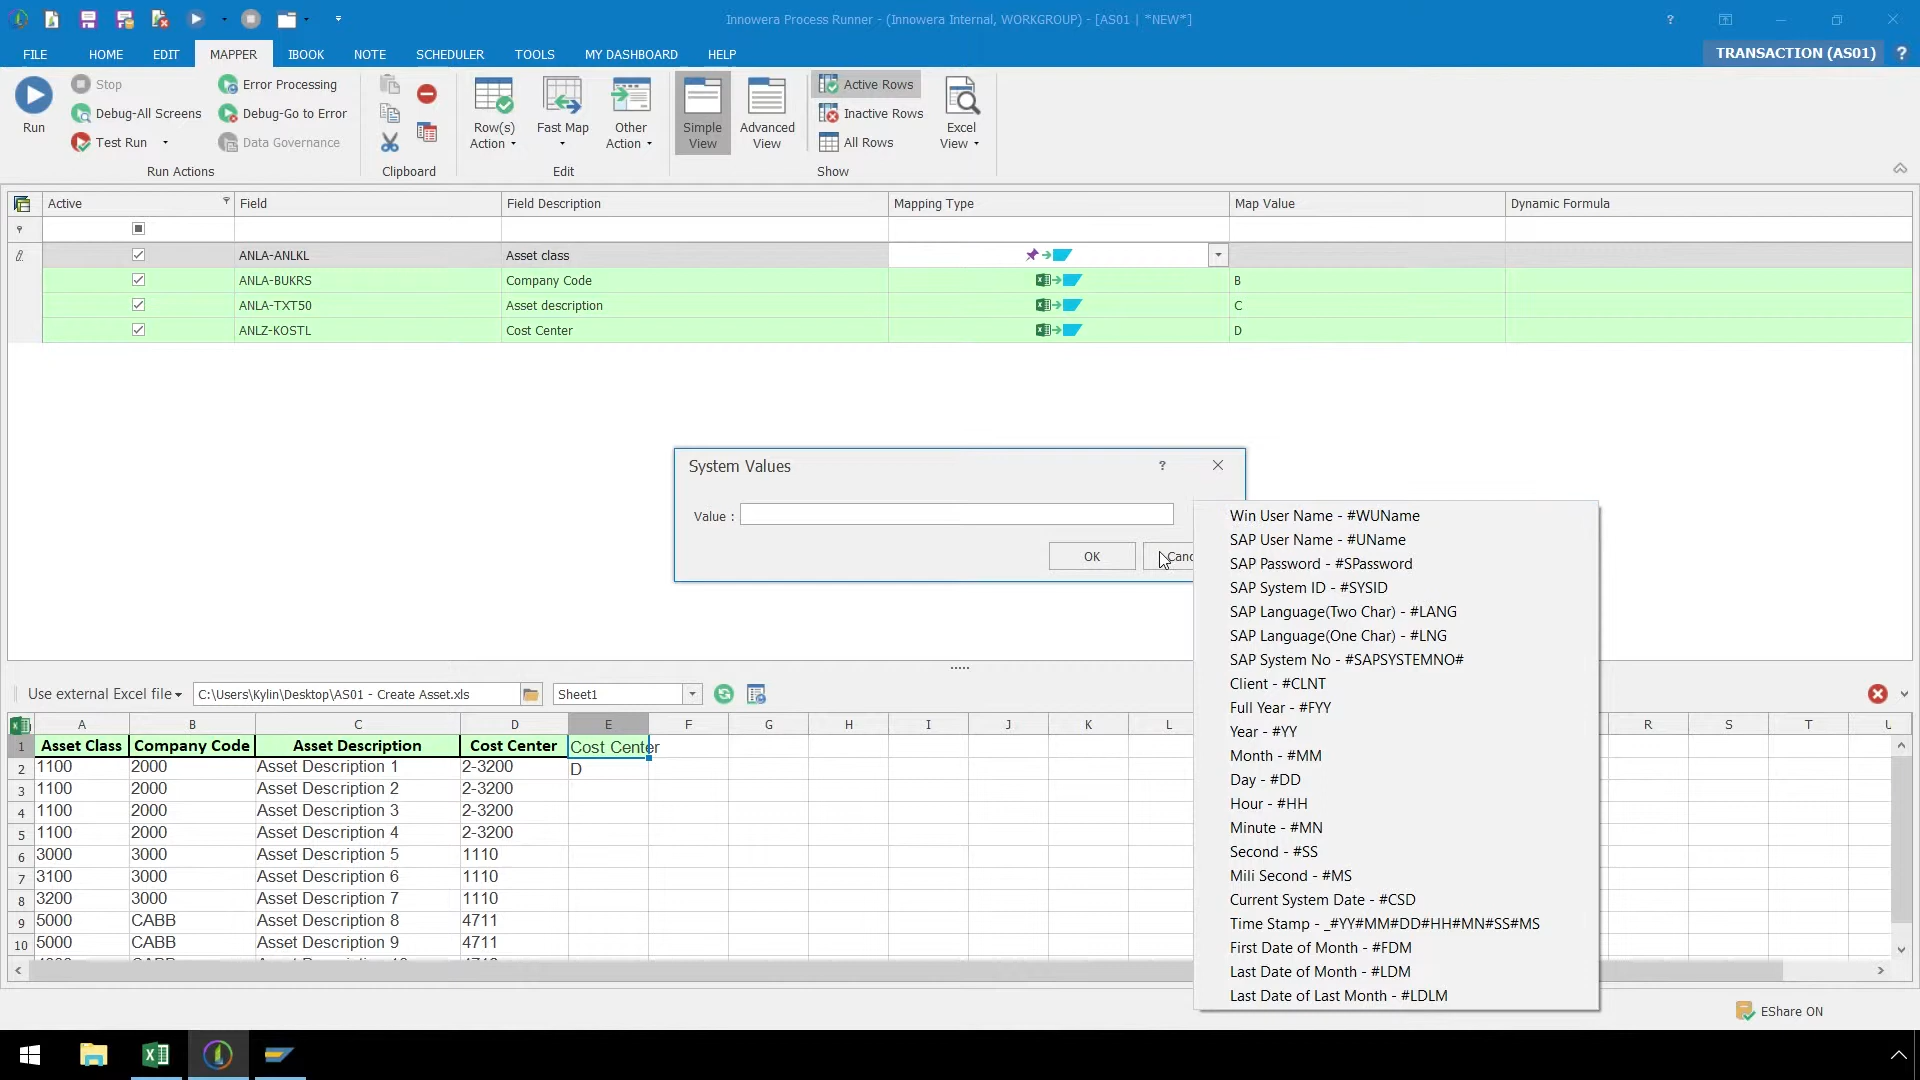 Innowera Process Runner - (Innowera Internal, WORKGROUP) - [AS01 | *NEW*]
?
FILE HOME EDIT MAPPER IBOOK NOTE SCHEDULER TOOLS MY DASHBOARD HELP
TRANSACTION (AS01) ?
Run
Stop
Debug-All Screens
Test Run
Error Processing
Debug-Go to Error
Data Governance
Run Actions
Clipboard
Row(s)
Action
Fast Map
Other
Action
Edit
Simple
View
Advanced
View
Active Rows
Inactive Rows
All Rows
Show
Excel
View
Active Field Field Description Mapping Type Map Value Dynamic Formula
ANLA-ANLKL Asset class
ANLA-BUKRS Company Code B
ANLA-TXT50 Asset description C
ANLZ-KOSTL Cost Center D
System Values
?
Value :
OK
Canc
Win User Name - #WUName
SAP User Name - #UName
SAP Password - #SPassword
SAP System ID - #SYSID
SAP Language(Two Char) - #LANG
SAP Language(One Char) - #LNG
SAP System No - #SAPSYSTEMNO#
Client - #CLNT
Full Year - #FYY
Year - #YY
Month - #MM
Day - #DD
Hour - #HH
Minute - #MN
Second - #SS
Mili Second - #MS
Current System Date - #CSD
Time Stamp - _#YY#MM#DD#HH#MN#SS#MS
First Date of Month - #FDM
Last Date of Month - #LDM
Last Date of Last Month - #LDLM
Use external Excel file C:\Users\Kylin\Desktop\AS01 - Create Asset.xls Sheet1
A B C D E F G H I J K L R S T U
1 Asset Class Company Code Asset Description Cost Center Cost Center
2 1100 2000 Asset Description 1 2-3200 D
3 1100 2000 Asset Description 2 2-3200
4 1100 2000 Asset Description 3 2-3200
5 1100 2000 Asset Description 4 2-3200
6 3000 3000 Asset Description 5 1110
7 3100 3000 Asset Description 6 1110
8 3200 3000 Asset Description 7 1110
9 5000 CABB Asset Description 8 4711
10 5000 CABB Asset Description 9 4711
EShare ON